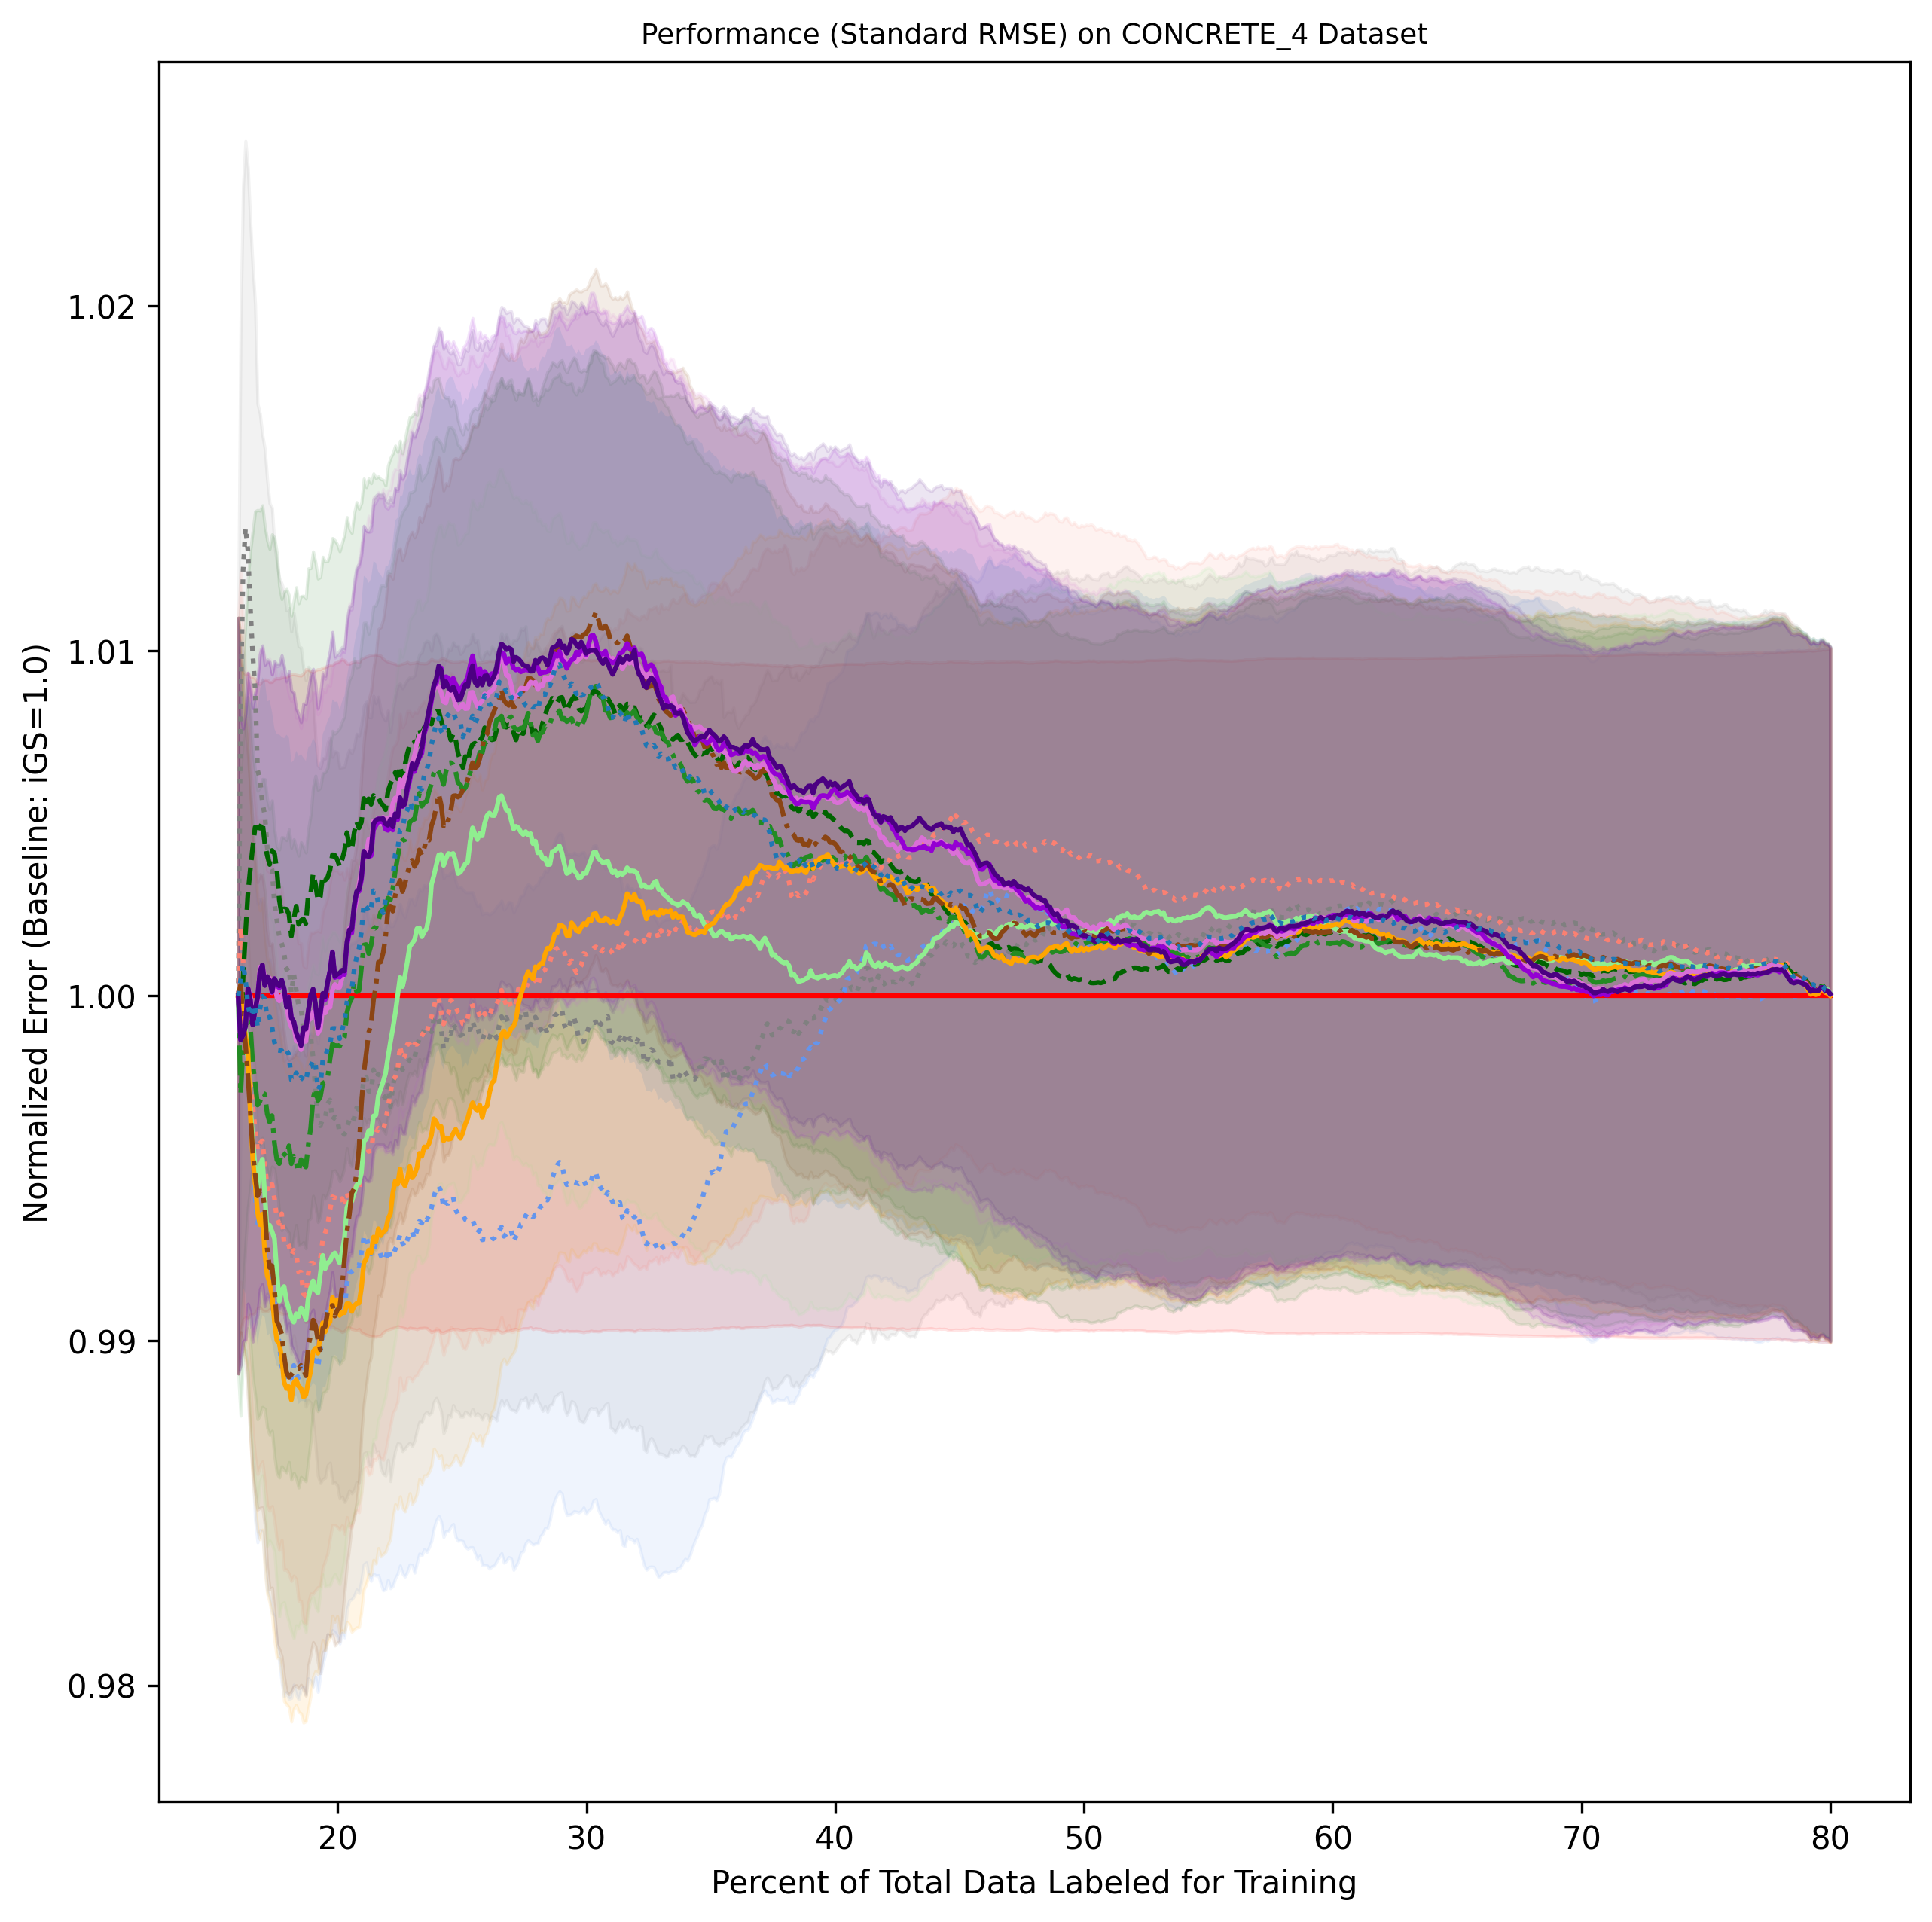 Performance (Standard RMSE) on CONCRETE_4 Dataset
Normalized Error (Baseline: iGS=1.0)
1.02
1.01
1.00
0.99
0.98
20 30 40 50 60 70 80
Percent of Total Data Labeled for Training